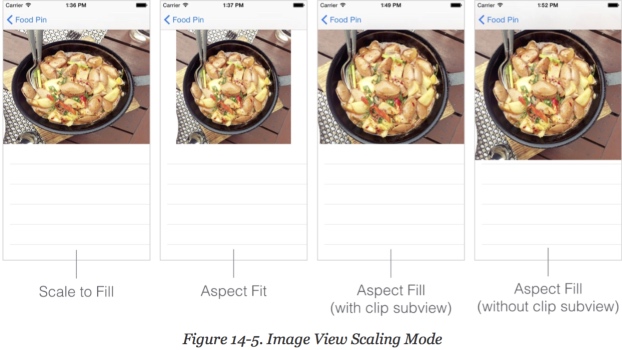 Carrier 1:36 PM
Food Pin
Carrier 1:37 PM
Food Pin
Carrier 1:49 PM
Food Pin
Carrier 1:52 PM
Food Pin
Scale to Fill
Aspect Fit
Aspect Fill
(with clip subview)
Aspect Fill
(without clip subview)
Figure 14-5. Image View Scaling Mode